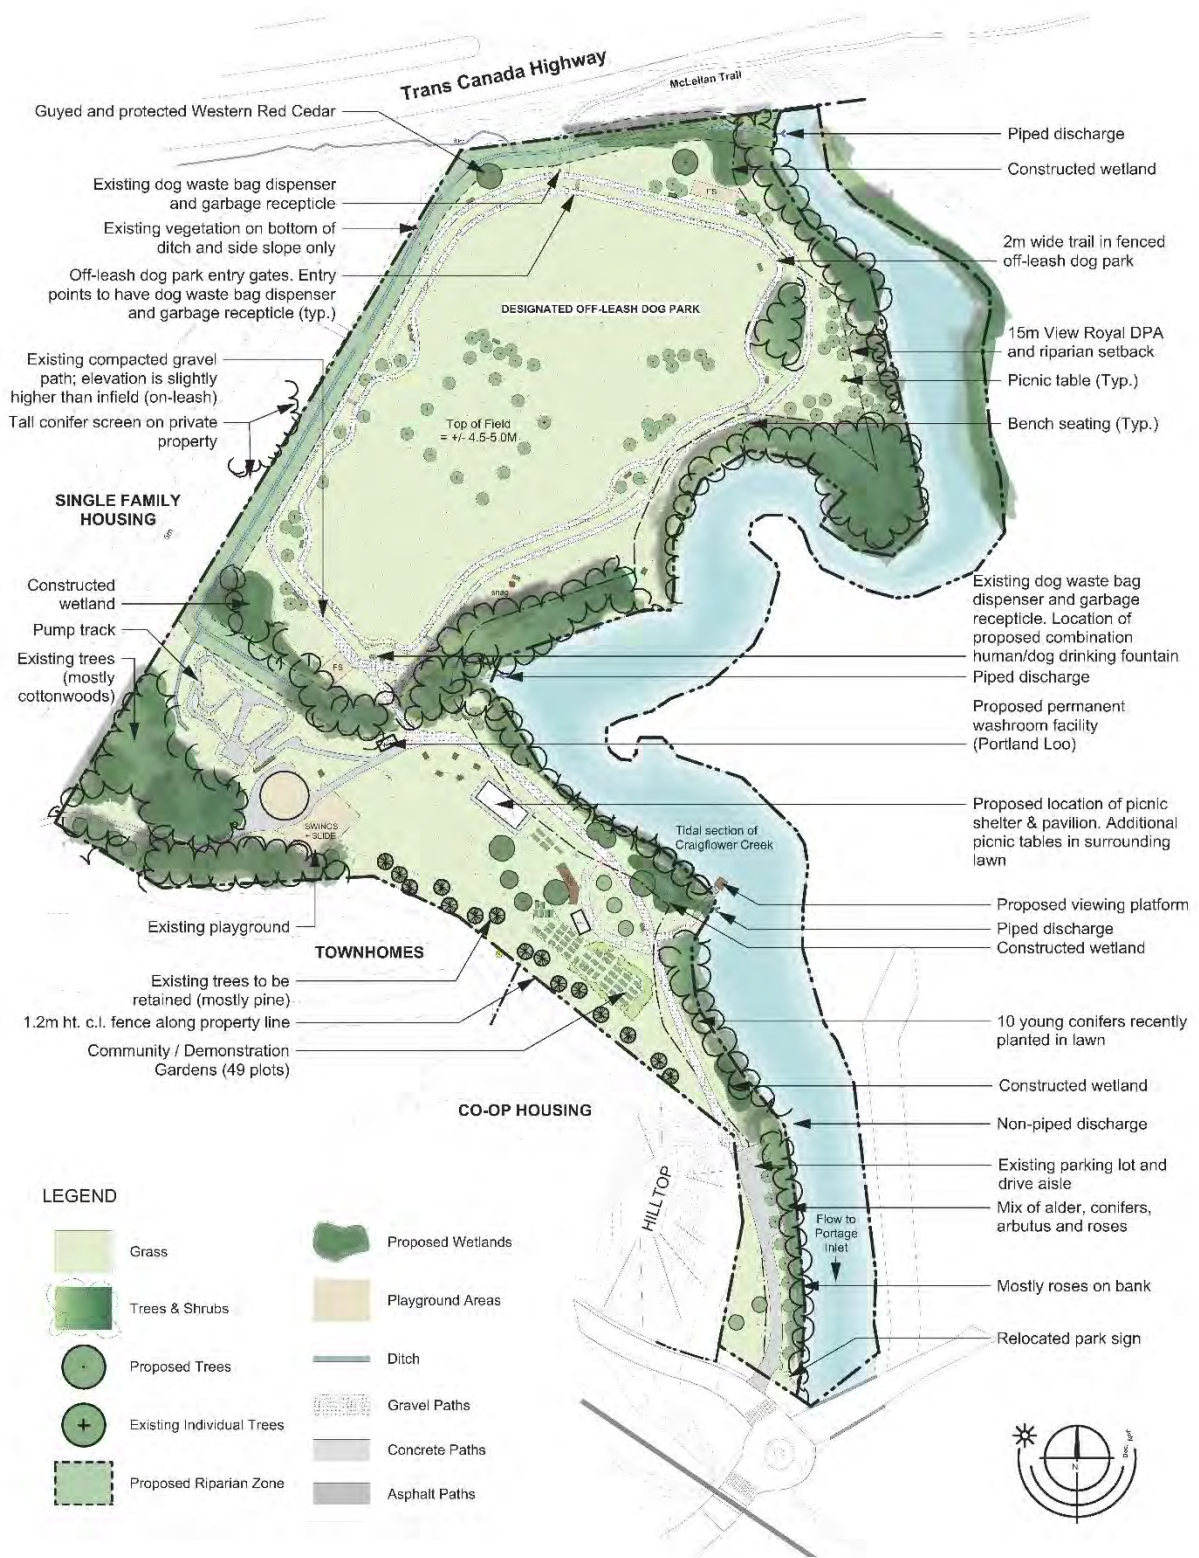 Trans Canada Highway
McLellan Trail
Guyed and protected Western Red Cedar
Existing dog waste bag dispenser
and garbage recepticle
Existing vegetation on bottom of
ditch and side slope only
Off-leash dog park entry gates. Entry
points to have dog waste bag dispenser
and garbage recepticle (typ.)
Existing compacted gravel
path; elevation is slightly
higher than infield (on-leash)
Tall conifer screen on private
property
SINGLE FAMILY
HOUSING
Constructed
wetland
Pump track
Existing trees
(mostly
cottonwoods)
Existing playground
TOWNHOMES
Existing trees to be
retained (mostly pine)
1.2m ht. c.l. fence along property line
Community / Demonstration
Gardens (49 plots)
CO-OP HOUSING
HILLTOP
DESIGNATED OFF-LEASH DOG PARK
Top of Field
= +/- 4.5-5.0M
FS
snag
FS
SWINGS
+ SLIDE
Tidal section of
Craigflower Creek
Flow to
Portage
Inlet
Piped discharge
Constructed wetland
2m wide trail in fenced
off-leash dog park
15m View Royal DPA
and riparian setback
Picnic table (Typ.)
Bench seating (Typ.)
Existing dog waste bag
dispenser and garbage
recepticle. Location of
proposed combination
human/dog drinking fountain
Piped discharge
Proposed permanent
washroom facility
(Portland Loo)
Proposed location of picnic
shelter & pavilion. Additional
picnic tables in surrounding
lawn
Proposed viewing platform
Piped discharge
Constructed wetland
10 young conifers recently
planted in lawn
Constructed wetland
Non-piped discharge
Existing parking lot and
drive aisle
Mix of alder, conifers,
arbutus and roses
Mostly roses on bank
Relocated park sign
LEGEND
Grass
Trees & Shrubs
Proposed Trees
Existing Individual Trees
Proposed Riparian Zone
Proposed Wetlands
Playground Areas
Ditch
Gravel Paths
Concrete Paths
Asphalt Paths
N